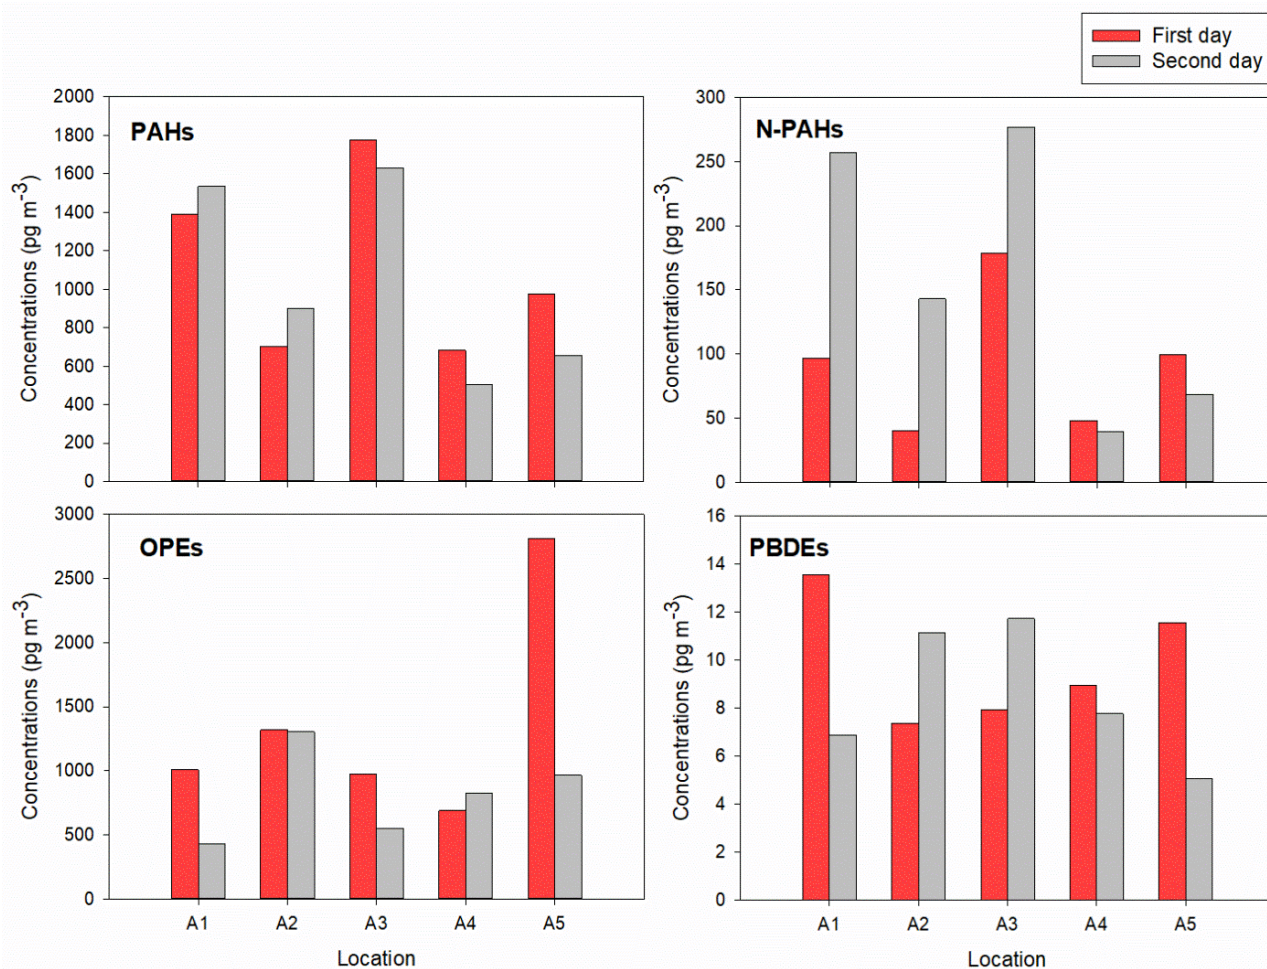 First day
Second day
PAHs
Concentrations (pg m-3)
2000
1800
1600
1400
1200
1000
800
600
400
200
0
N-PAHs
Concentrations (pg m-3)
300
250
200
150
100
50
0
OPEs
Concentrations (pg m-3)
3000
2500
2000
1500
1000
500
0
A1 A2 A3 A4 A5
Location
PBDEs
Concentrations (pg m-3)
16
14
12
10
8
6
4
2
0
A1 A2 A3 A4 A5
Location